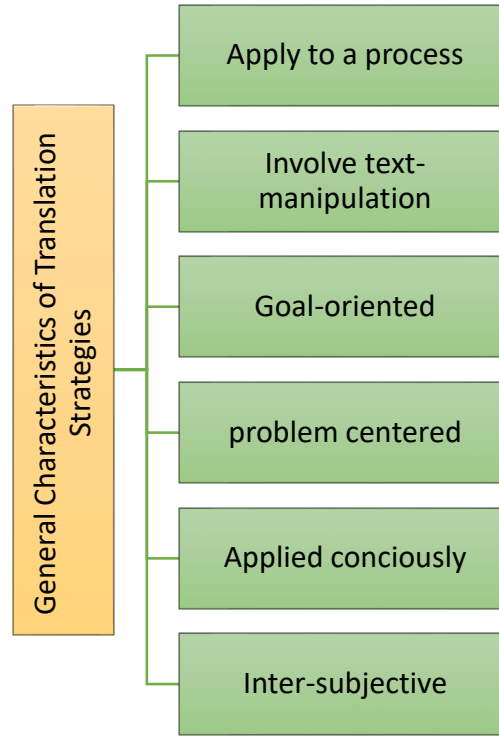 General Characteristics of Translation
Strategies
Apply to a process
Involve text-
manipulation
Goal-oriented
problem centered
Applied conciously
Inter-subjective